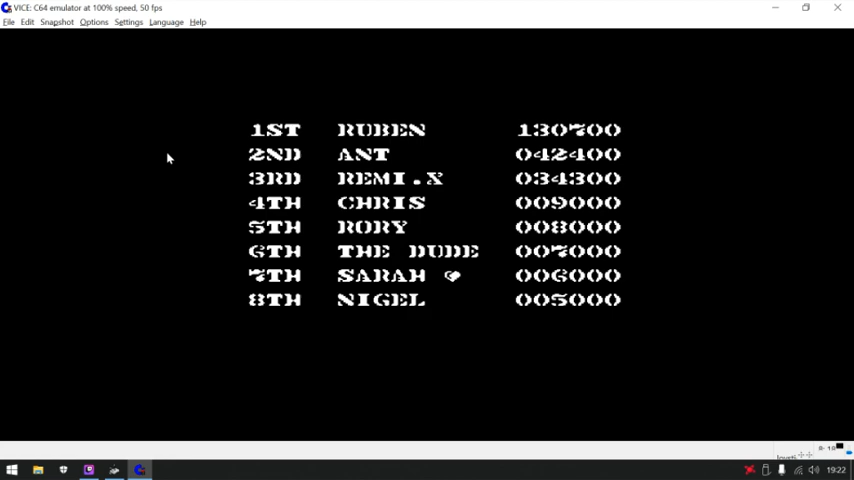 VICE: C64 emulator at 100% speed, 50 fps
File Edit Snapshot Options Settings Language Help
1ST RUBEN 130700
2ND ANT 042400
3RD REMI.X 034300
4TH CHRIS 009000
5TH RORY 008000
6TH THE DUDE 007000
7TH SARAH 006000
8TH NIGEL 005000
19:22